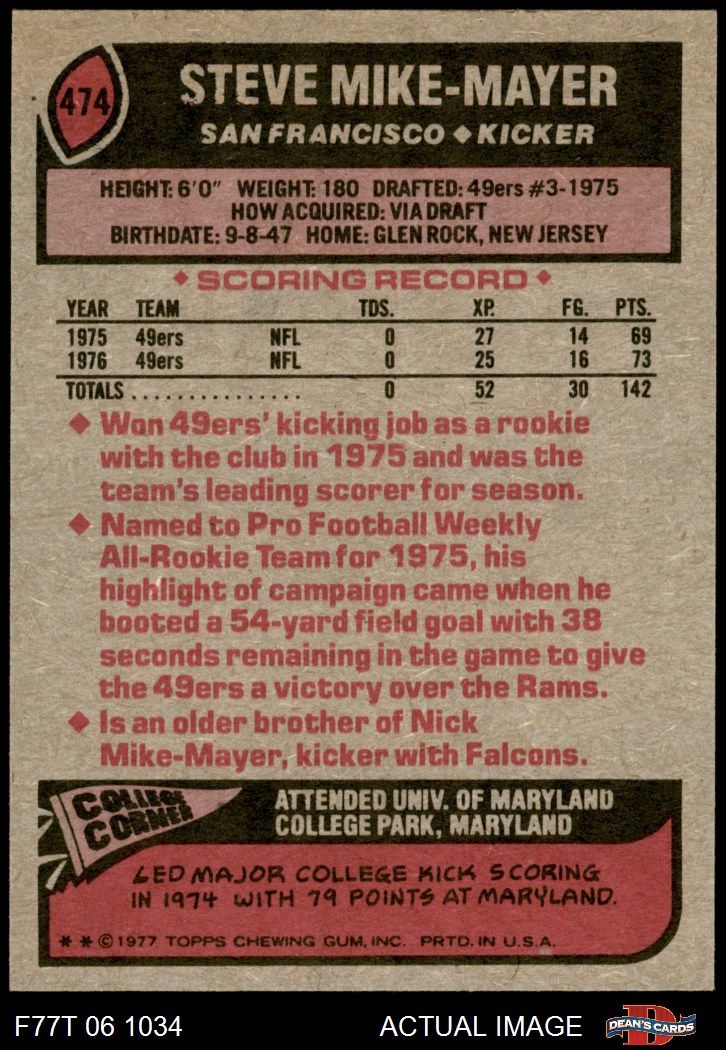 474
STEVE MIKE-MAYER
SAN FRANCISCO ◆ KICKER
HEIGHT: 6'0" WEIGHT: 180 DRAFTED: 49ers #3-1975
HOW ACQUIRED: VIA DRAFT
BIRTHDATE: 9-8-47 HOME: GLEN ROCK, NEW JERSEY
◆ SCORING RECORD ◆
YEAR TEAM TDS. XP. FG. PTS.
1975 49ers NFL 0 27 14 69
1976 49ers NFL 0 25 16 73
TOTALS . . . . . . . . . . . . . . . 0 52 30 142
◆ Won 49ers' kicking job as a rookie
with the club in 1975 and was the
team's leading scorer for season.
◆ Named to Pro Football Weekly
All-Rookie Team for 1975, his
highlight of campaign came when he
booted a 54-yard field goal with 38
seconds remaining in the game to give
the 49ers a victory over the Rams.
◆ Is an older brother of Nick
Mike-Mayer, kicker with Falcons.
COLLEGE
CORNER
ATTENDED UNIV. OF MARYLAND
COLLEGE PARK, MARYLAND
LED MAJOR COLLEGE KICK SCORING
IN 1974 WITH 79 POINTS AT MARYLAND.
* * © 1977 TOPPS CHEWING GUM, INC. PRTD. IN U.S.A.
F77T 06 1034 ACTUAL IMAGE
D
DEAN'S CARDS